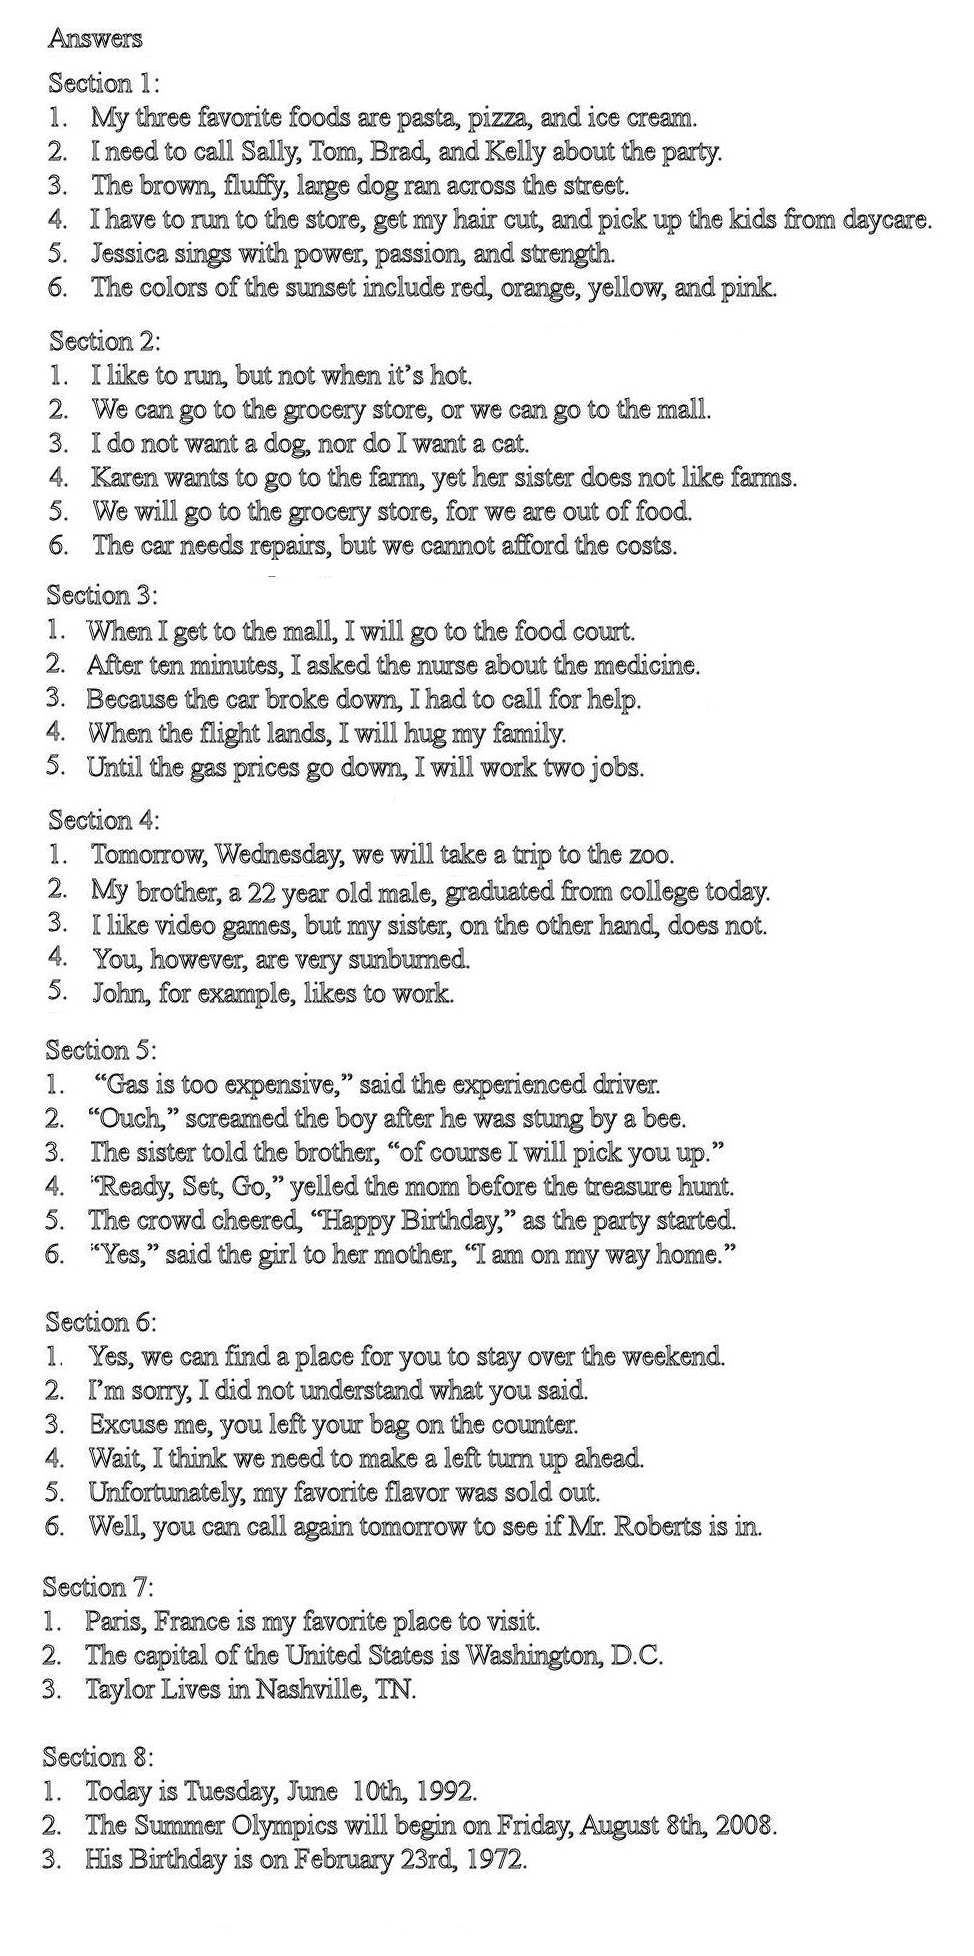 Answers
Section 1:
1. My three favorite foods are pasta, pizza, and ice cream.
2. I need to call Sally, Tom, Brad, and Kelly about the party.
3. The brown, fluffy, large dog ran across the street.
4. I have to run to the store, get my hair cut, and pick up the kids from daycare.
5. Jessica sings with power, passion, and strength.
6. The colors of the sunset include red, orange, yellow, and pink.
Section 2:
1. I like to run, but not when it’s hot.
2. We can go to the grocery store, or we can go to the mall.
3. I do not want a dog, nor do I want a cat.
4. Karen wants to go to the farm, yet her sister does not like farms.
5. We will go to the grocery store, for we are out of food.
6. The car needs repairs, but we cannot afford the costs.
Section 3:
1. When I get to the mall, I will go to the food court.
2. After ten minutes, I asked the nurse about the medicine.
3. Because the car broke down, I had to call for help.
4. When the flight lands, I will hug my family.
5. Until the gas prices go down, I will work two jobs.
Section 4:
1. Tomorrow, Wednesday, we will take a trip to the zoo.
2. My brother, a 22 year old male, graduated from college today.
3. I like video games, but my sister, on the other hand, does not.
4. You, however, are very sunburned.
5. John, for example, likes to work.
Section 5:
1. “Gas is too expensive,” said the experienced driver.
2. “Ouch,” screamed the boy after he was stung by a bee.
3. The sister told the brother, “of course I will pick you up.”
4. “Ready, Set, Go,” yelled the mom before the treasure hunt.
5. The crowd cheered, “Happy Birthday,” as the party started.
6. “Yes,” said the girl to her mother, “I am on my way home.”
Section 6:
1. Yes, we can find a place for you to stay over the weekend.
2. I’m sorry, I did not understand what you said.
3. Excuse me, you left your bag on the counter.
4. Wait, I think we need to make a left turn up ahead.
5. Unfortunately, my favorite flavor was sold out.
6. Well, you can call again tomorrow to see if Mr. Roberts is in.
Section 7:
1. Paris, France is my favorite place to visit.
2. The capital of the United States is Washington, D.C.
3. Taylor Lives in Nashville, TN.
Section 8:
1. Today is Tuesday, June 10th, 1992.
2. The Summer Olympics will begin on Friday, August 8th, 2008.
3. His Birthday is on February 23rd, 1972.